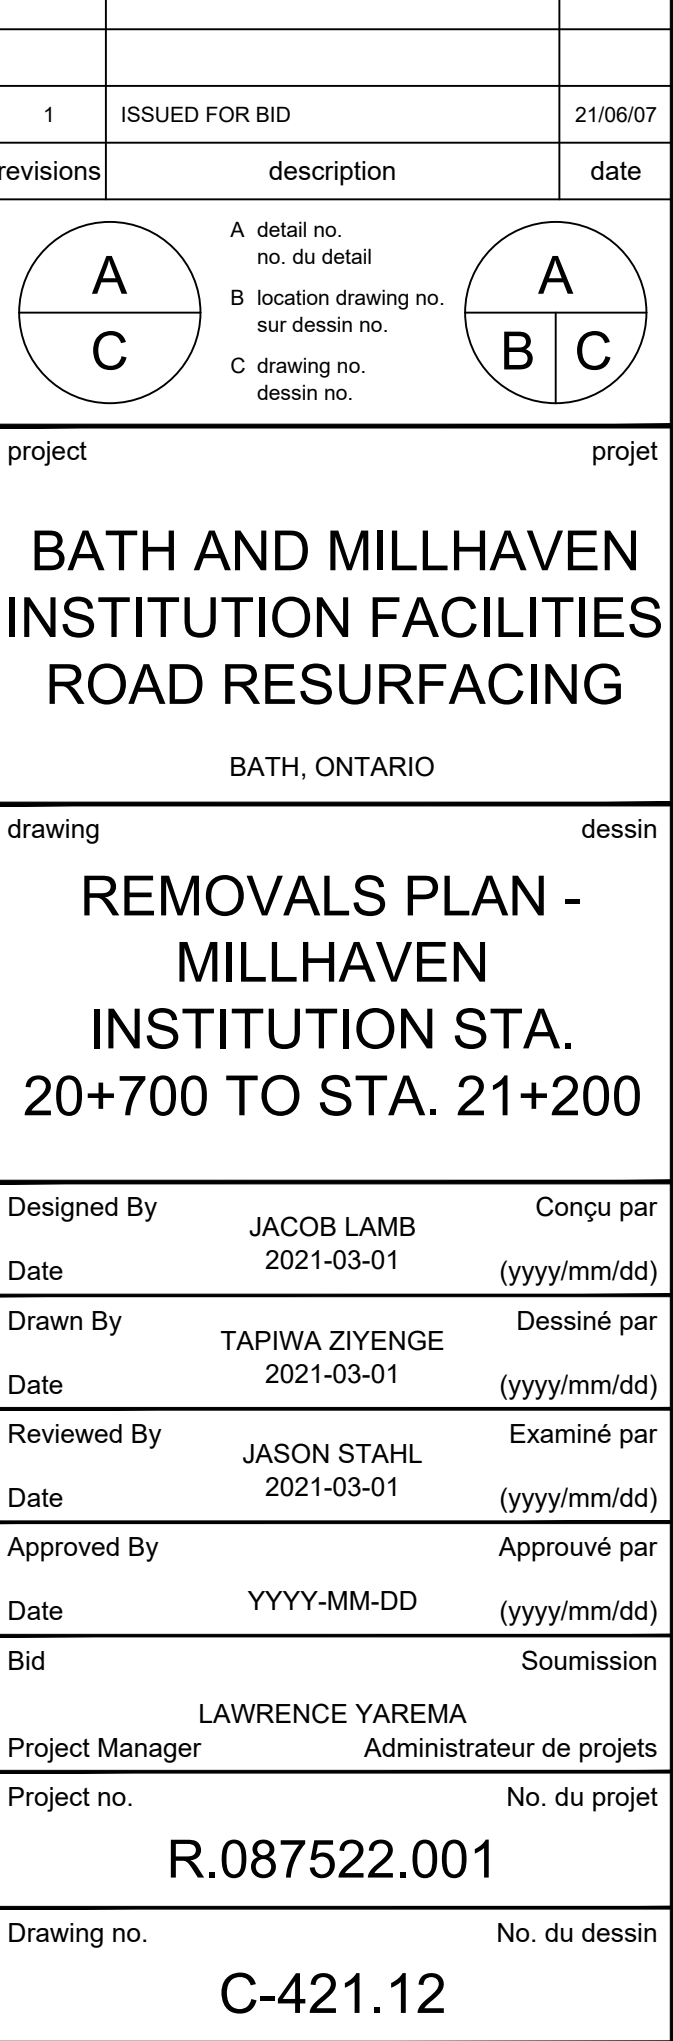 1 ISSUED FOR BID 21/06/07
revisions description date
A
C
A detail no.
no. du detail
B location drawing no.
sur dessin no.
C drawing no.
dessin no.
A
B C
project projet
BATH AND MILLHAVEN
INSTITUTION FACILITIES
ROAD RESURFACING
BATH, ONTARIO
drawing dessin
REMOVALS PLAN -
MILLHAVEN
INSTITUTION STA.
20+700 TO STA. 21+200
Designed By Conçu par
JACOB LAMB
2021-03-01
Date (yyyy/mm/dd)
Drawn By Dessiné par
TAPIWA ZIYENGE
2021-03-01
Date (yyyy/mm/dd)
Reviewed By Examiné par
JASON STAHL
2021-03-01
Date (yyyy/mm/dd)
Approved By Approuvé par
Date YYYY-MM-DD (yyyy/mm/dd)
Bid Soumission
LAWRENCE YAREMA
Project Manager Administrateur de projets
Project no. No. du projet
R.087522.001
Drawing no. No. du dessin
C-421.12